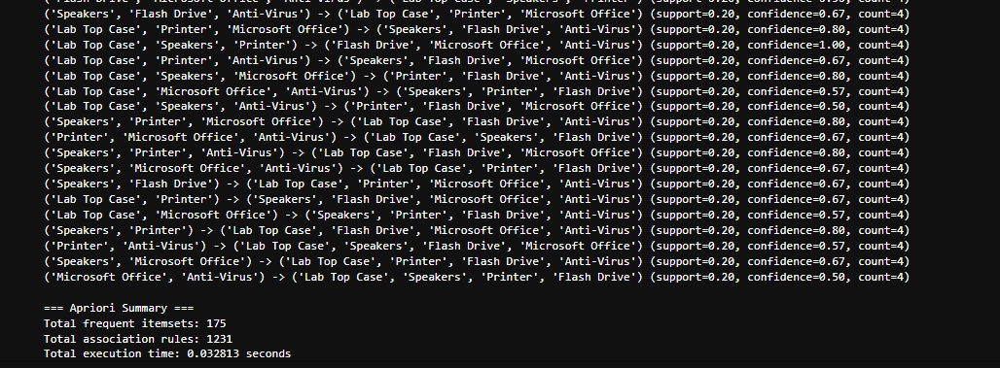 ('Speakers', 'Flash Drive', 'Anti-Virus') -> ('Lab Top Case', 'Printer', 'Microsoft Office') (support=0.20, confidence=0.67, count=4)
('Lab Top Case', 'Printer', 'Microsoft Office') -> ('Speakers', 'Flash Drive', 'Anti-Virus') (support=0.20, confidence=0.80, count=4)
('Lab Top Case', 'Speakers', 'Printer') -> ('Flash Drive', 'Microsoft Office', 'Anti-Virus') (support=0.20, confidence=1.00, count=4)
('Lab Top Case', 'Printer', 'Anti-Virus') -> ('Speakers', 'Flash Drive', 'Microsoft Office') (support=0.20, confidence=0.67, count=4)
('Lab Top Case', 'Speakers', 'Microsoft Office') -> ('Printer', 'Flash Drive', 'Anti-Virus') (support=0.20, confidence=0.80, count=4)
('Lab Top Case', 'Microsoft Office', 'Anti-Virus') -> ('Speakers', 'Printer', 'Flash Drive') (support=0.20, confidence=0.57, count=4)
('Lab Top Case', 'Speakers', 'Anti-Virus') -> ('Printer', 'Flash Drive', 'Microsoft Office') (support=0.20, confidence=0.50, count=4)
('Speakers', 'Printer', 'Microsoft Office') -> ('Lab Top Case', 'Flash Drive', 'Anti-Virus') (support=0.20, confidence=0.80, count=4)
('Printer', 'Microsoft Office', 'Anti-Virus') -> ('Lab Top Case', 'Speakers', 'Flash Drive') (support=0.20, confidence=0.67, count=4)
('Speakers', 'Printer', 'Anti-Virus') -> ('Lab Top Case', 'Flash Drive', 'Microsoft Office') (support=0.20, confidence=0.80, count=4)
('Speakers', 'Microsoft Office', 'Anti-Virus') -> ('Lab Top Case', 'Printer', 'Flash Drive') (support=0.20, confidence=0.67, count=4)
('Speakers', 'Flash Drive') -> ('Lab Top Case', 'Printer', 'Microsoft Office', 'Anti-Virus') (support=0.20, confidence=0.67, count=4)
('Lab Top Case', 'Printer') -> ('Speakers', 'Flash Drive', 'Microsoft Office', 'Anti-Virus') (support=0.20, confidence=0.67, count=4)
('Lab Top Case', 'Microsoft Office') -> ('Speakers', 'Printer', 'Flash Drive', 'Anti-Virus') (support=0.20, confidence=0.57, count=4)
('Speakers', 'Printer') -> ('Lab Top Case', 'Flash Drive', 'Microsoft Office', 'Anti-Virus') (support=0.20, confidence=0.80, count=4)
('Printer', 'Anti-Virus') -> ('Lab Top Case', 'Speakers', 'Flash Drive', 'Microsoft Office') (support=0.20, confidence=0.57, count=4)
('Speakers', 'Microsoft Office') -> ('Lab Top Case', 'Printer', 'Flash Drive', 'Anti-Virus') (support=0.20, confidence=0.67, count=4)
('Microsoft Office', 'Anti-Virus') -> ('Lab Top Case', 'Speakers', 'Printer', 'Flash Drive') (support=0.20, confidence=0.50, count=4)
=== Apriori Summary ===
Total frequent itemsets: 175
Total association rules: 1231
Total execution time: 0.032813 seconds